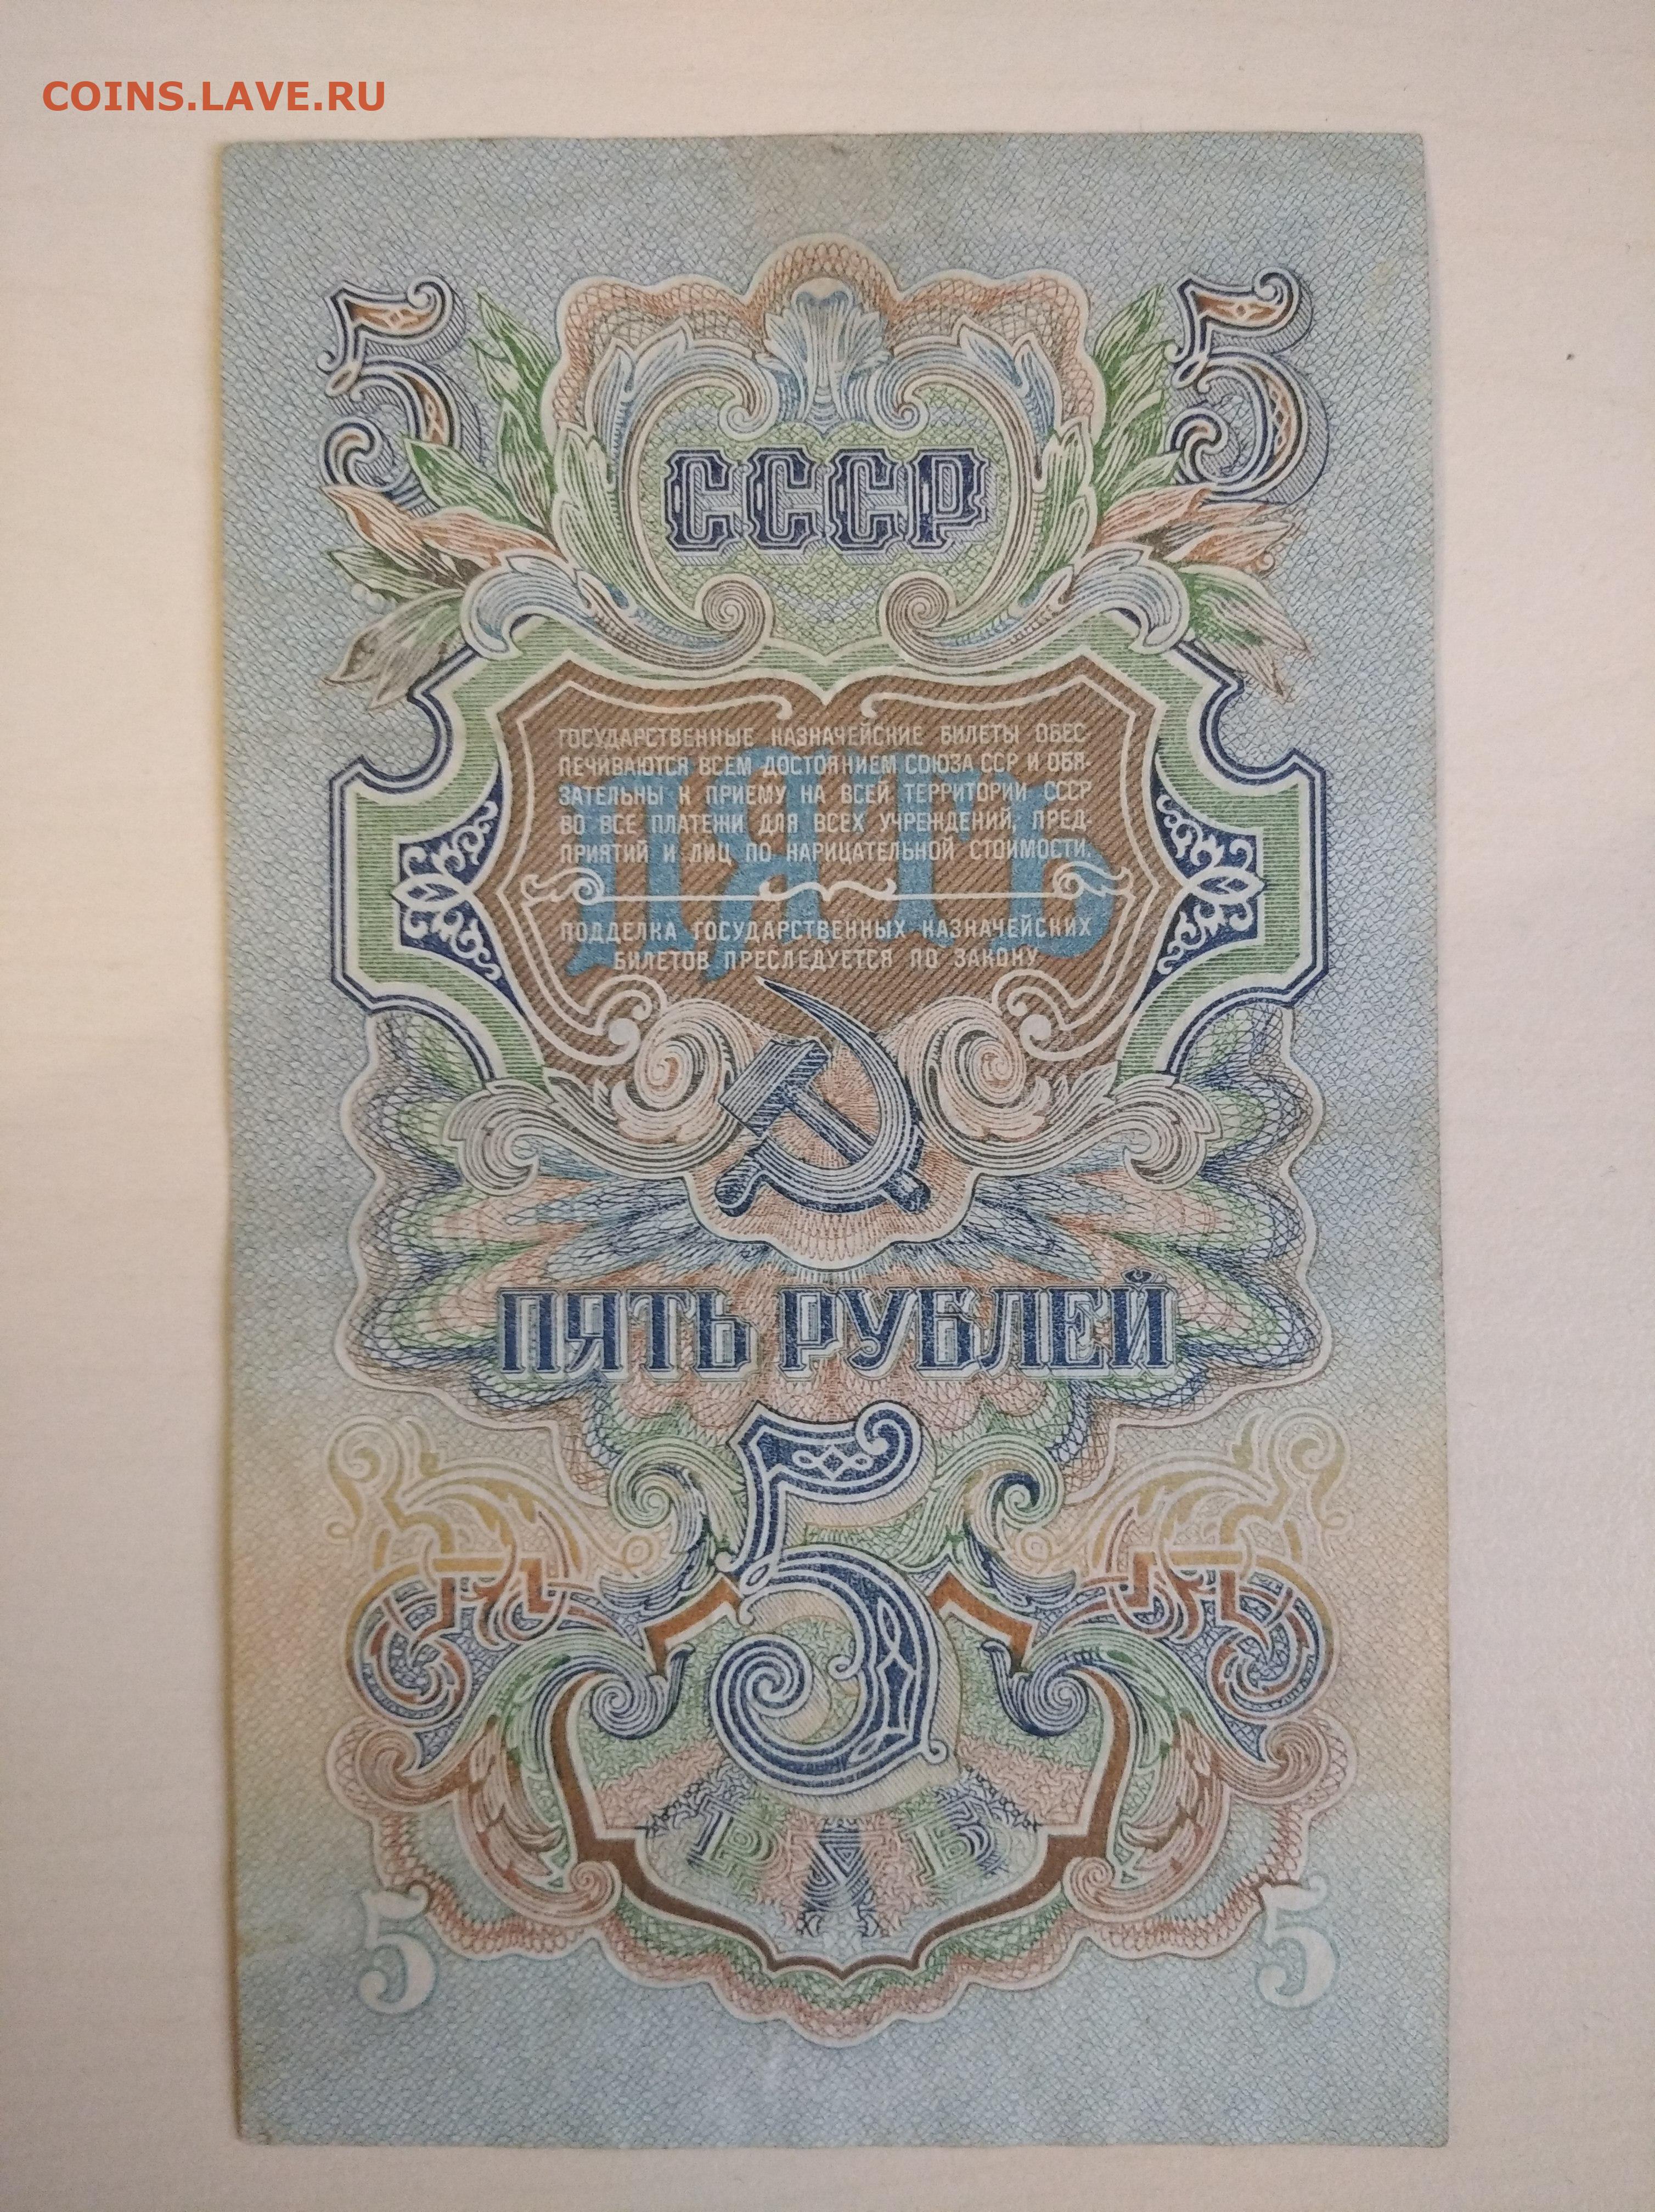 COINS.LAVE.RU
5 5
СССР
ГОСУДАРСТВЕННЫЕ КАЗНАЧЕЙСКИЕ БИЛЕТЫ ОБЕС-
ПЕЧИВАЮТСЯ ВСЕМ ДОСТОЯНИЕМ СОЮЗА ССР И ОБЯ-
ЗАТЕЛЬНЫ К ПРИЕМУ НА ВСЕЙ ТЕРРИТОРИИ СССР
ВО ВСЕ ПЛАТЕЖИ ДЛЯ ВСЕХ УЧРЕЖДЕНИЙ, ПРЕД-
ПРИЯТИЙ И ЛИЦ ПО НАРИЦАТЕЛЬНОЙ СТОИМОСТИ.
ПЯТЬ
ПОДДЕЛКА ГОСУДАРСТВЕННЫХ КАЗНАЧЕЙСКИХ
БИЛЕТОВ ПРЕСЛЕДУЕТСЯ ПО ЗАКОНУ
ПЯТЬ РУБЛЕЙ
5
5 5